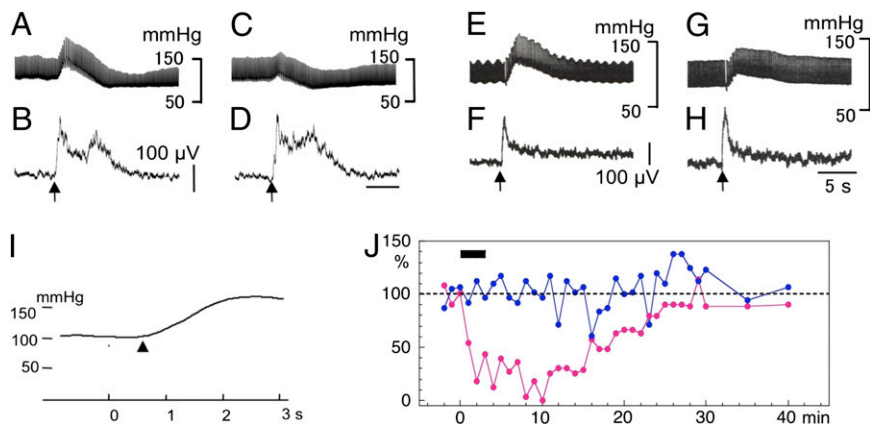 A C E G
mmHg mmHg mmHg mmHg
150 150 150 150
50 50 50 50
B D F H
100 µV
100 µV
5 s
I
mmHg
150
100
50
0 1 2 3 s
J
150
%
100
50
0
0 10 20 30 40 min